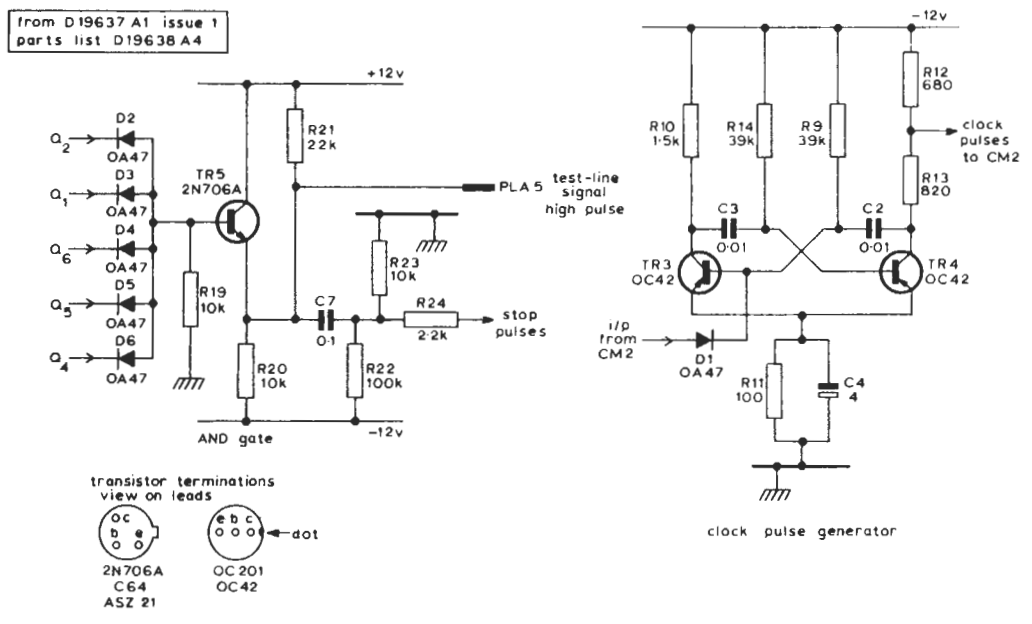 from D19637 A1 issue 1
parts list D19638 A4
+12v
D2
Q2
OA47
D3
Q1
OA47
D4
Q6
OA47
D5
Q5
OA47
D6
Q4
OA47
TR5
2N706A
R19
10k
R21
22k
PLA5
test-line
signal
high pulse
R23
10k
C7
0·1
R24
2.2k
stop
pulses
R20
10k
R22
100k
AND gate
-12v
transistor terminations
view on leads
c
b e
2N706A
C64
ASZ 21
e b c
dot
OC201
OC42
-12v
R12
680
R10
1·5k
R14
39k
R9
39k
clock
pulses
to CM2
R13
820
C3
0·01
C2
0·01
TR3
OC42
TR4
OC42
i/p
from
CM2
D1
OA47
R11
100
C4
4
clock pulse generator